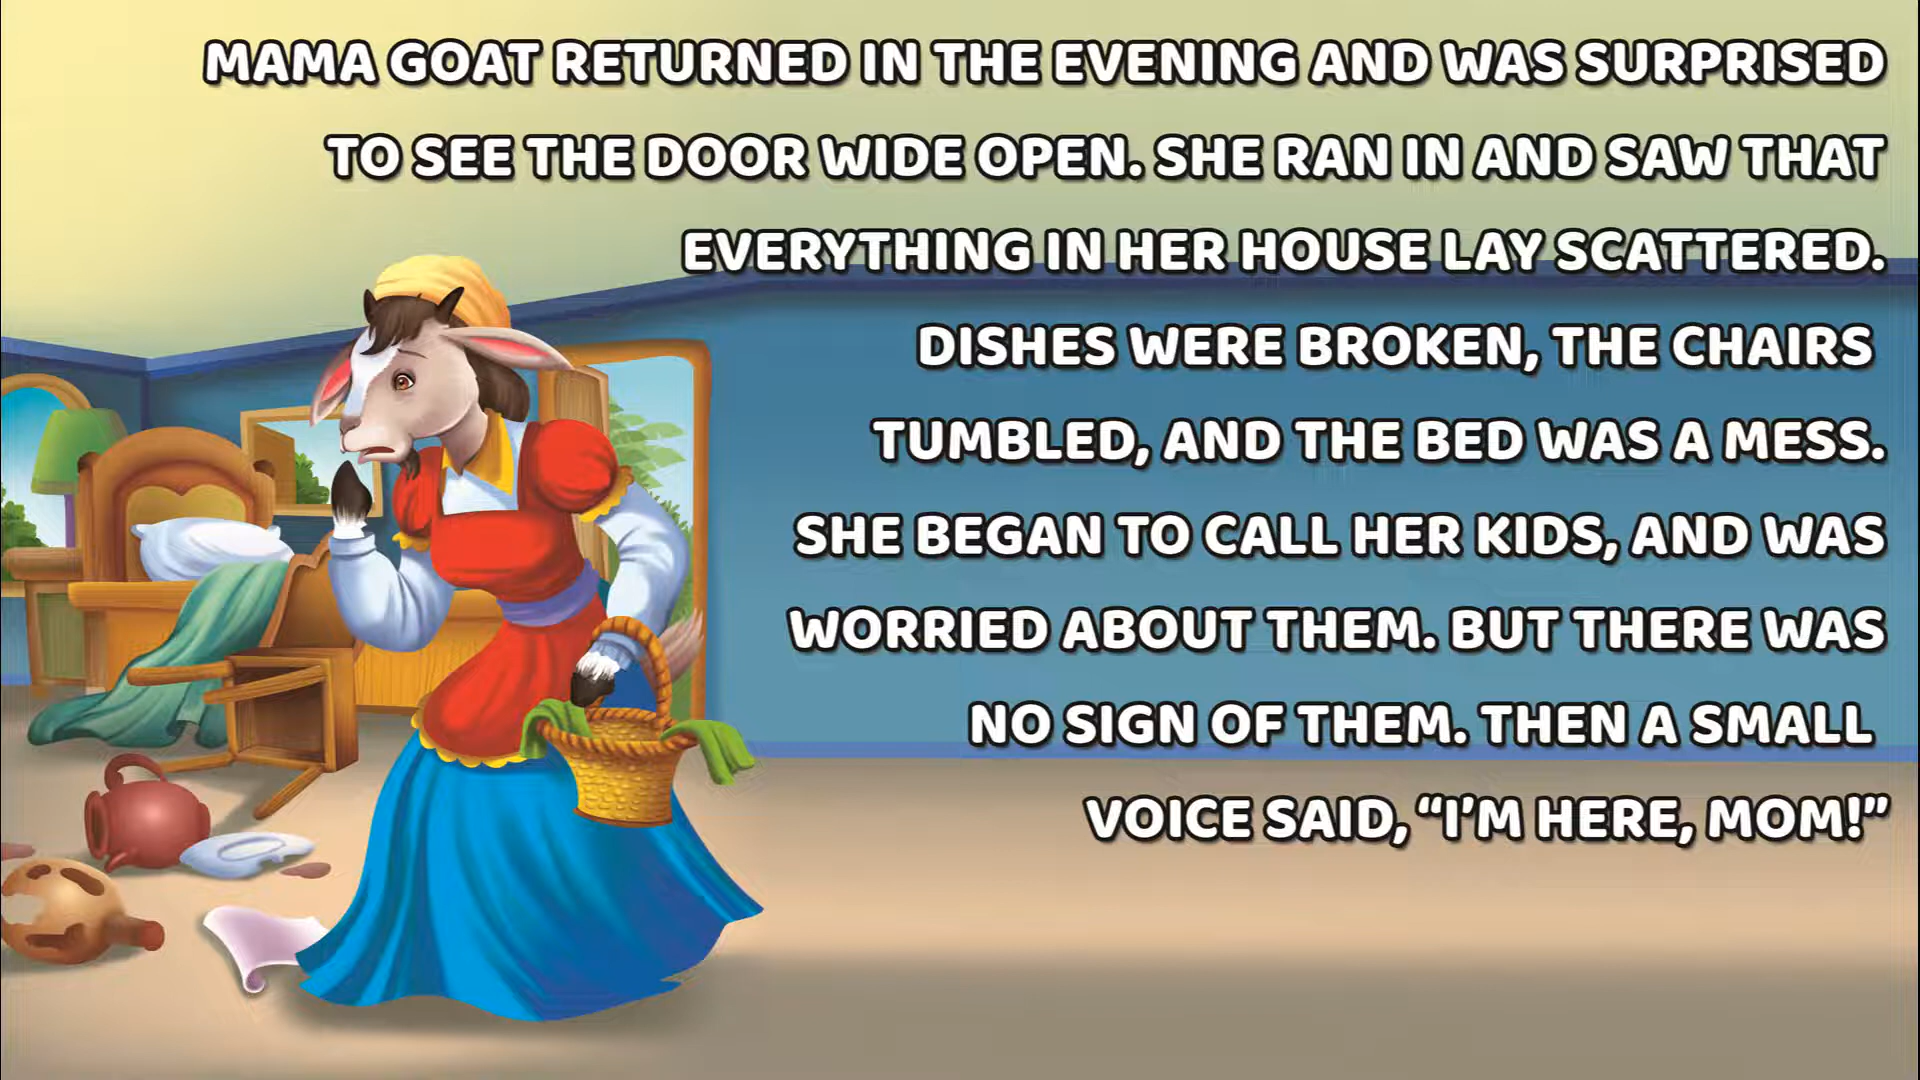 MAMA GOAT RETURNED IN THE EVENING AND WAS SURPRISED
TO SEE THE DOOR WIDE OPEN. SHE RAN IN AND SAW THAT
EVERYTHING IN HER HOUSE LAY SCATTERED.
DISHES WERE BROKEN, THE CHAIRS
TUMBLED, AND THE BED WAS A MESS.
SHE BEGAN TO CALL HER KIDS, AND WAS
WORRIED ABOUT THEM. BUT THERE WAS
NO SIGN OF THEM. THEN A SMALL
VOICE SAID, “I’M HERE, MOM!”